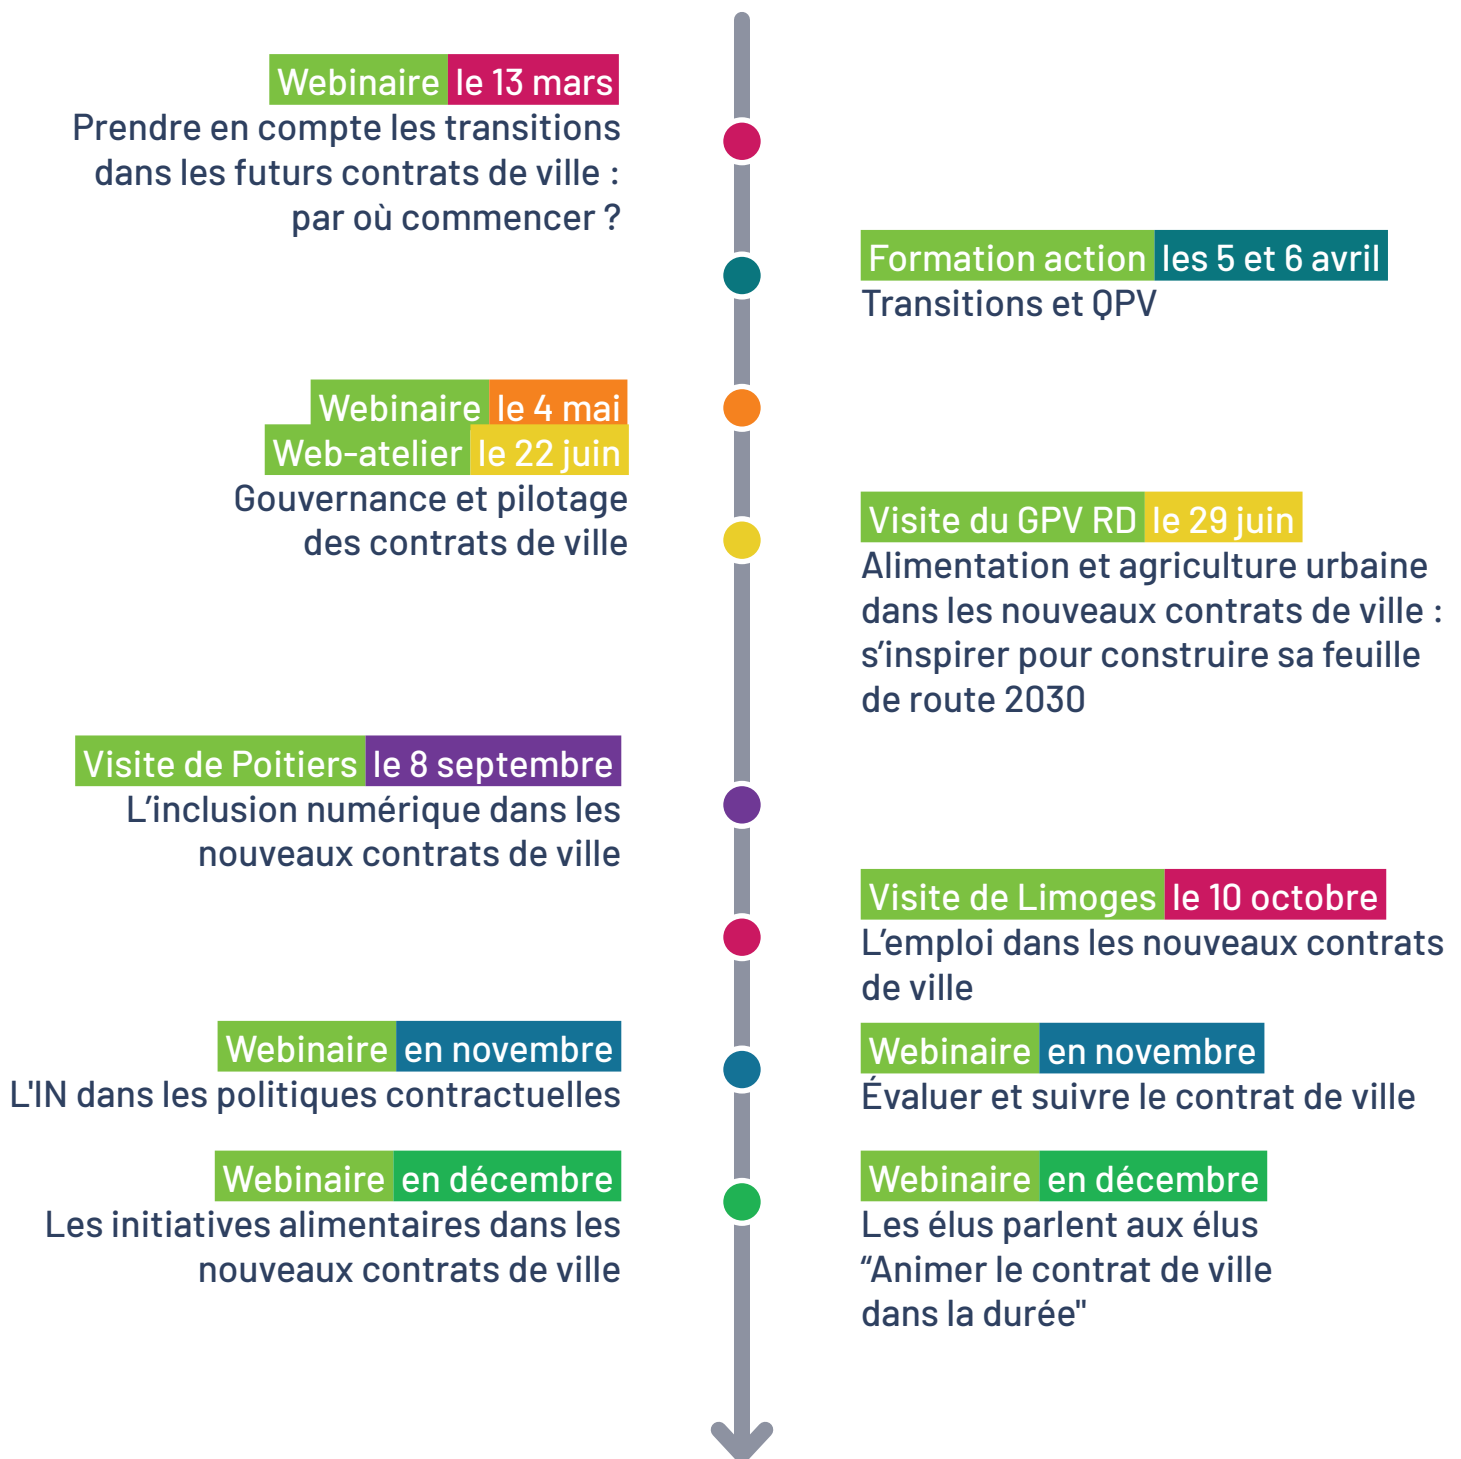 Webinaire le 13 mars
Prendre en compte les transitions
dans les futurs contrats de ville :
par où commencer ?
Formation action les 5 et 6 avril
Transitions et QPV
Webinaire le 4 mai
Web-atelier le 22 juin
Gouvernance et pilotage
des contrats de ville
Visite du GPV RD le 29 juin
Alimentation et agriculture urbaine
dans les nouveaux contrats de ville :
s’inspirer pour construire sa feuille
de route 2030
Visite de Poitiers le 8 septembre
L’inclusion numérique dans les
nouveaux contrats de ville
Visite de Limoges le 10 octobre
L’emploi dans les nouveaux contrats
de ville
Webinaire en novembre
L'IN dans les politiques contractuelles
Webinaire en novembre
Évaluer et suivre le contrat de ville
Webinaire en décembre
Les initiatives alimentaires dans les
nouveaux contrats de ville
Webinaire en décembre
Les élus parlent aux élus
“Animer le contrat de ville
dans la durée"